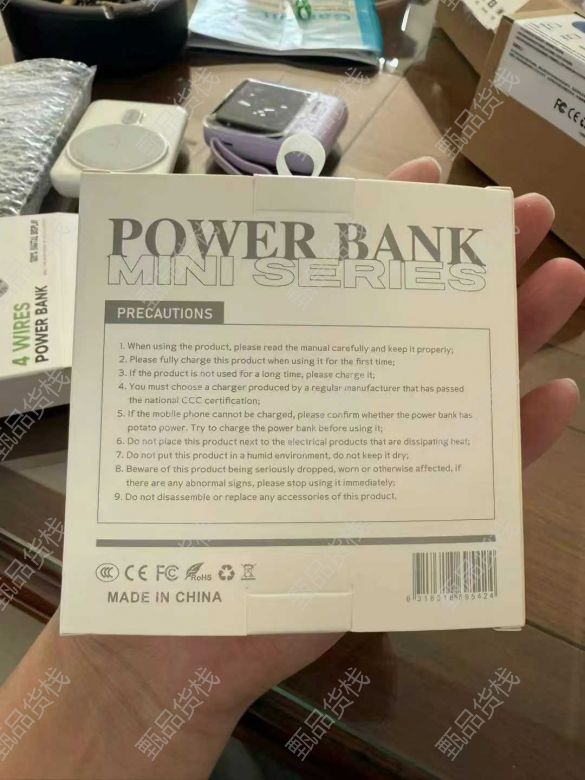 POWER BANK
MINI SERIES
PRECAUTIONS
1. When using the product, please read the manual carefully and keep it properly;
2. Please fully charge this product when using it for the first time;
3. If the product is not used for a long time, please charge it;
4. You must choose a charger produced by a regular manufacturer that has passed
the national CCC certification;
5. If the mobile phone cannot be charged, please confirm whether the power bank has
potato power. Try to charge the power bank before using it;
6. Do not place this product next to the electrical products that are dissipating heat;
7. Do not put this product in a humid environment, do not keep it dry;
8. Beware of this product being seriously dropped, worn or otherwise affected, if
there are any abnormal signs, please stop using it immediately;
9. Do not disassemble or replace any accessories of this product.
CCC CE FC RoHS
MADE IN CHINA
4 WIRES
POWER BANK
FC CE
甄品货栈